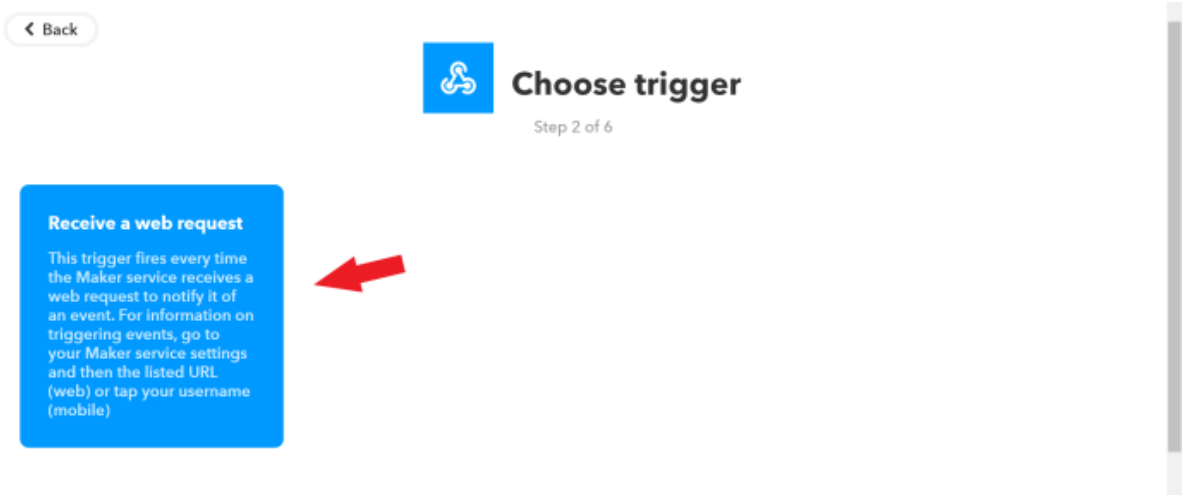 Back
Choose trigger
Step 2 of 6
Receive a web request
This trigger fires every time
the Maker service receives a
web request to notify it of
an event. For information on
triggering events, go to
your Maker service settings
and then the listed URL
(web) or tap your username
(mobile)